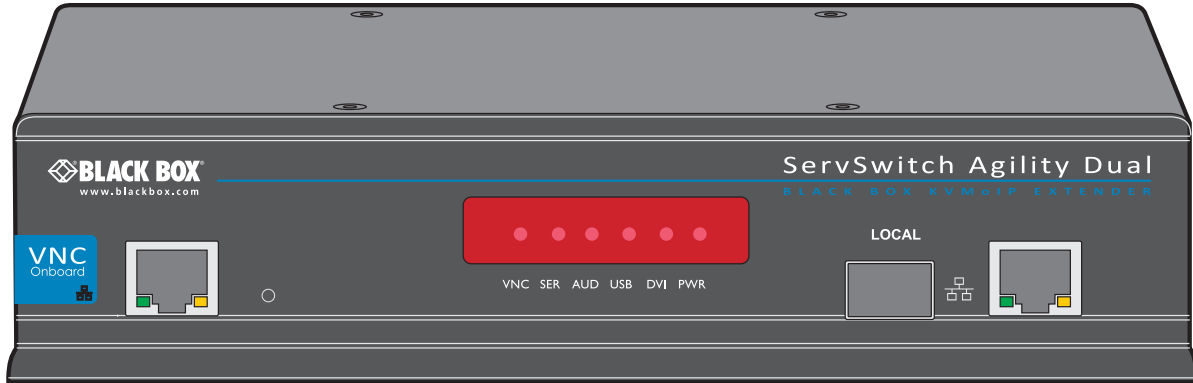 BLACK BOX®
www.blackbox.com
ServSwitch Agility Dual
BLACK BOX KVMoIP EXTENDER
VNC
Onboard
VNC SER AUD USB DVI PWR
LOCAL